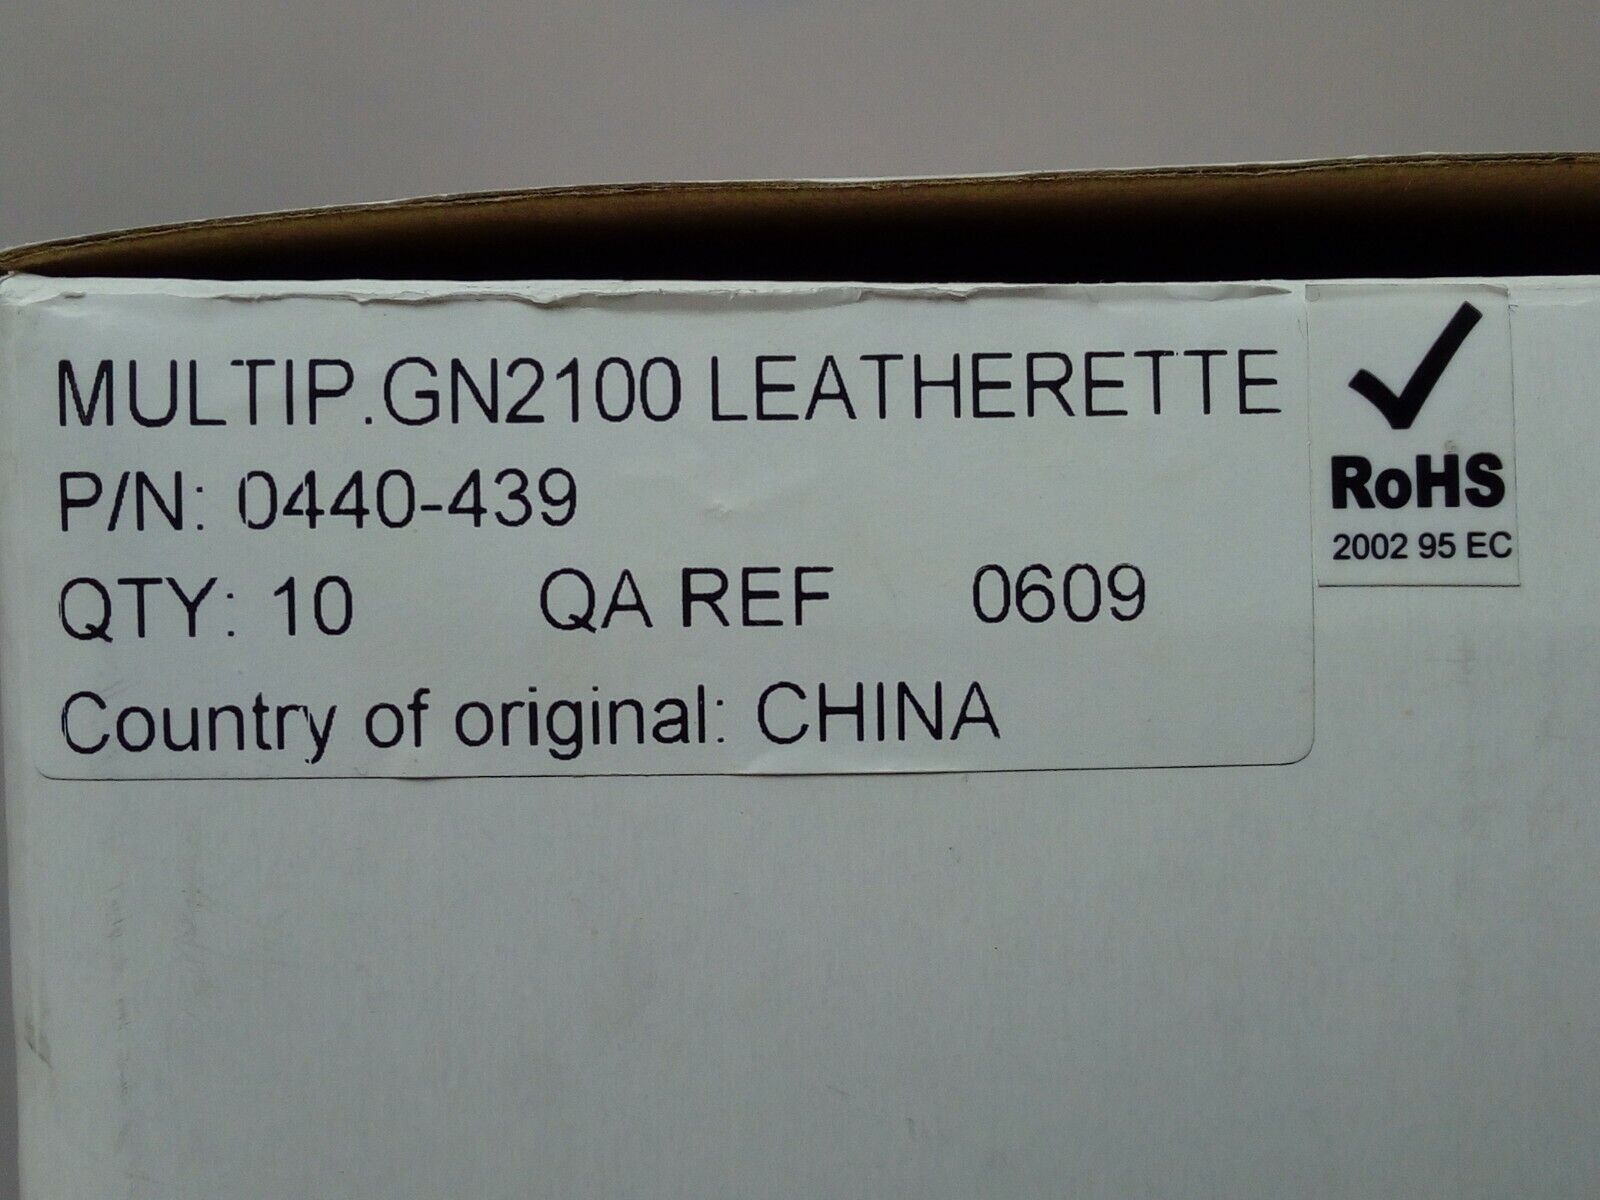 MULTIP.GN2100 LEATHERETTE
P/N: 0440-439
QTY: 10 QA REF 0609
Country of original: CHINA
RoHS
2002 95 EC